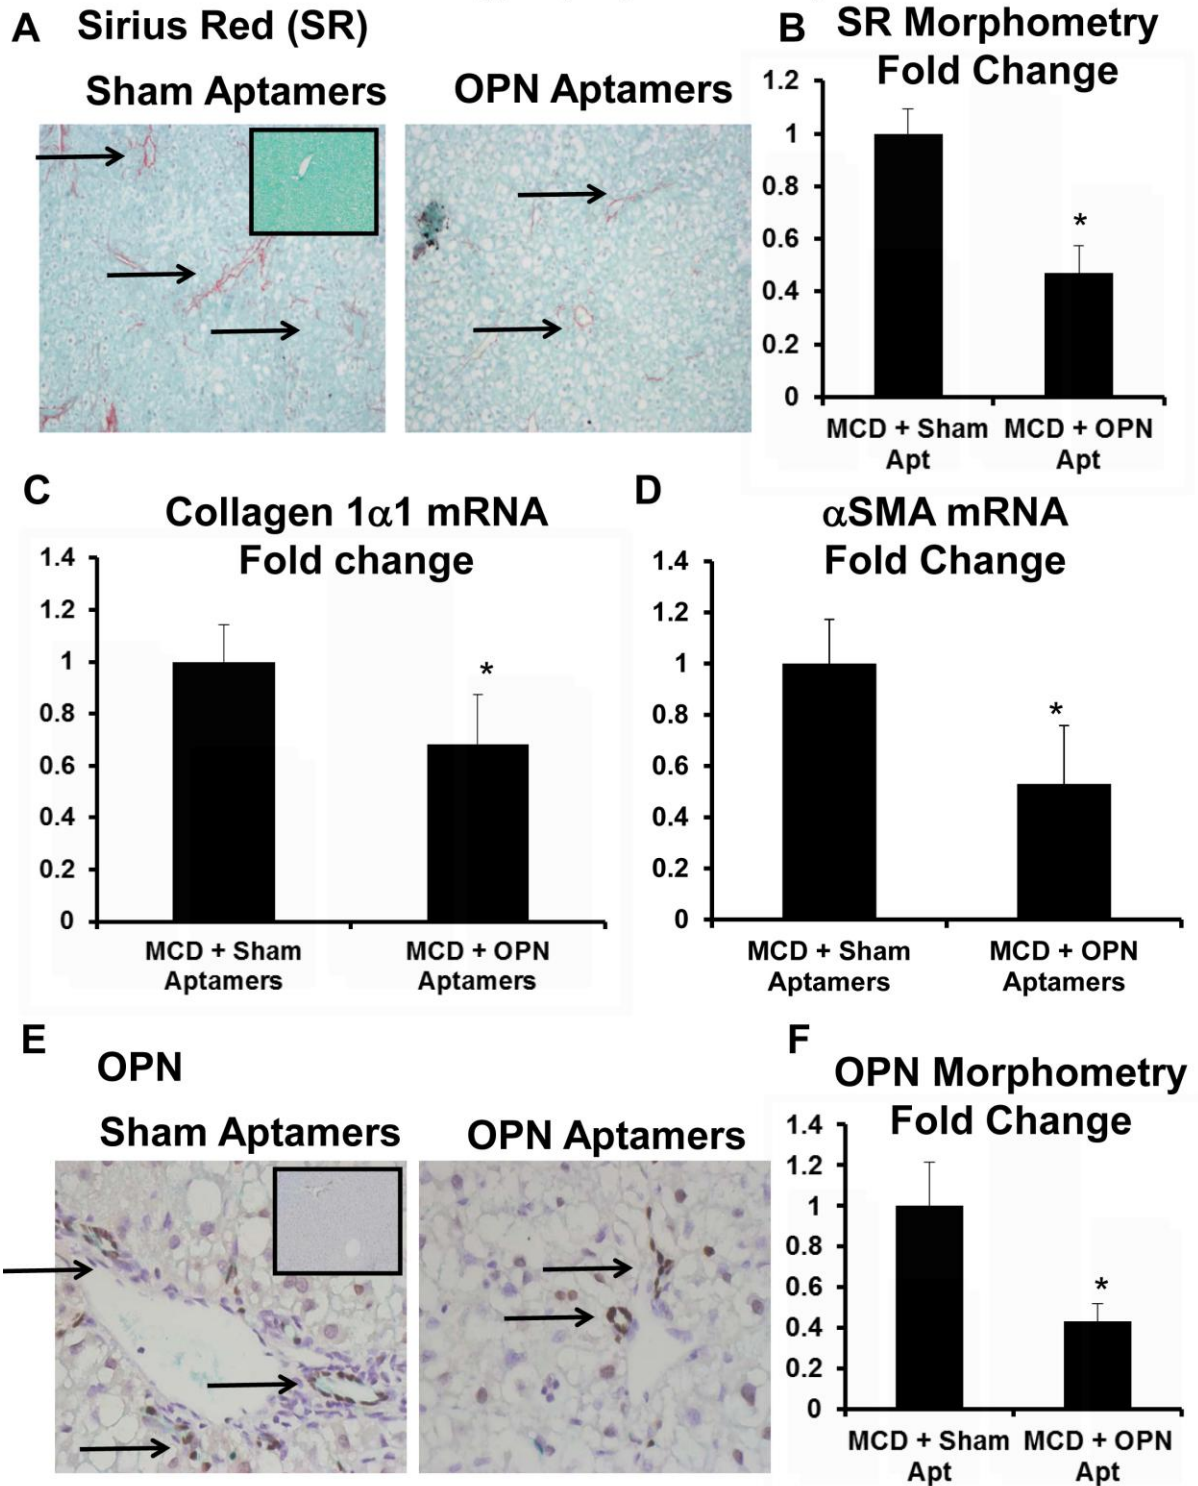 A Sirius Red (SR)
Sham Aptamers
OPN Aptamers
B SR Morphometry
Fold Change
1.2
1
0.8
0.6
0.4
0.2
0
*
MCD + Sham
Apt
MCD + OPN
Apt
C Collagen 1α1 mRNA
Fold change
1.4
1.2
1
0.8
0.6
0.4
0.2
0
*
MCD + Sham
Aptamers
MCD + OPN
Aptamers
D αSMA mRNA
Fold Change
1.4
1.2
1
0.8
0.6
0.4
0.2
0
*
MCD + Sham
Aptamers
MCD + OPN
Aptamers
E OPN
Sham Aptamers
OPN Aptamers
F OPN Morphometry
Fold Change
1.4
1.2
1
0.8
0.6
0.4
0.2
0
*
MCD + Sham
Apt
MCD + OPN
Apt